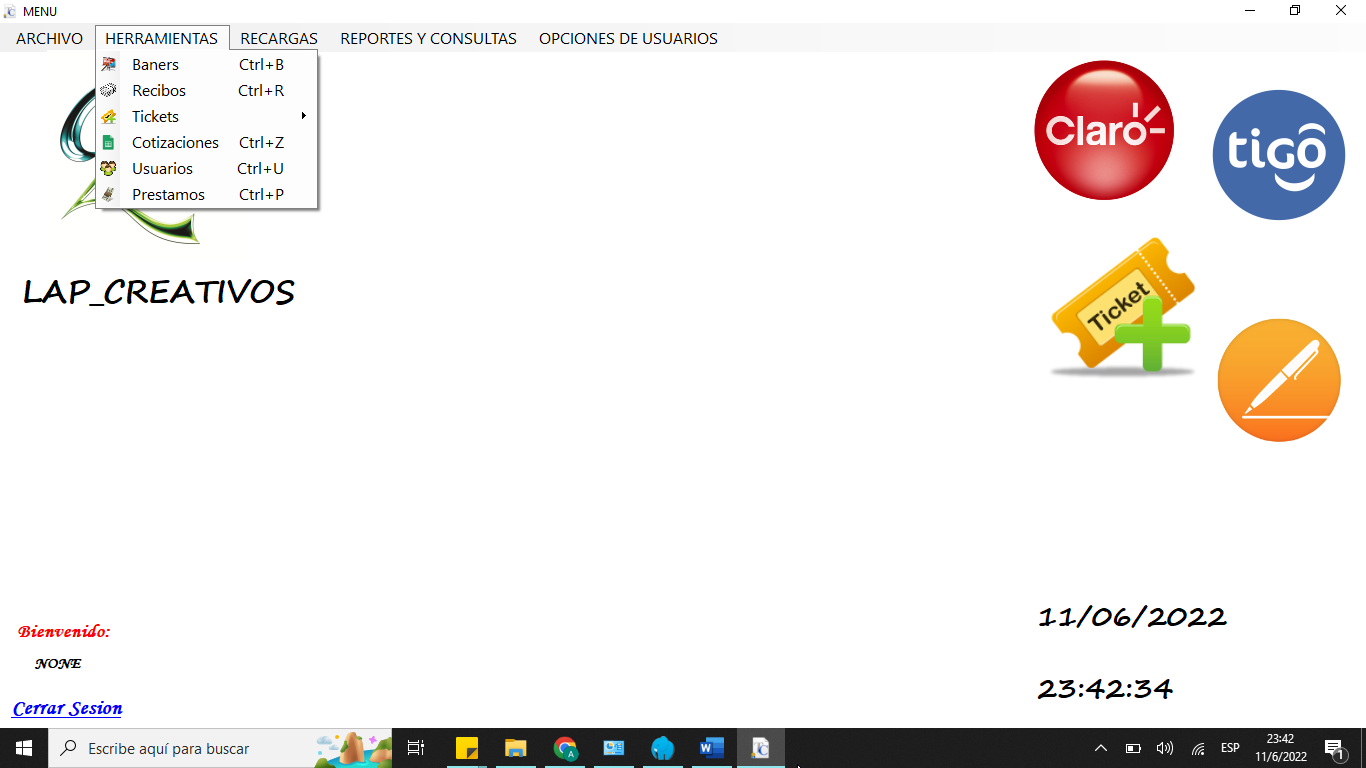 MENU
ARCHIVO HERRAMIENTAS RECARGAS REPORTES Y CONSULTAS OPCIONES DE USUARIOS
Baners Ctrl+B
Recibos Ctrl+R
Tickets
Cotizaciones Ctrl+Z
Usuarios Ctrl+U
Prestamos Ctrl+P
Claro
tigo
Ticket
LAP_CREATIVOS
11/06/2022
23:42:34
Bienvenido:
NONE
Cerrar Sesion
Escribe aquí para buscar
ESP
23:42
11/6/2022
1